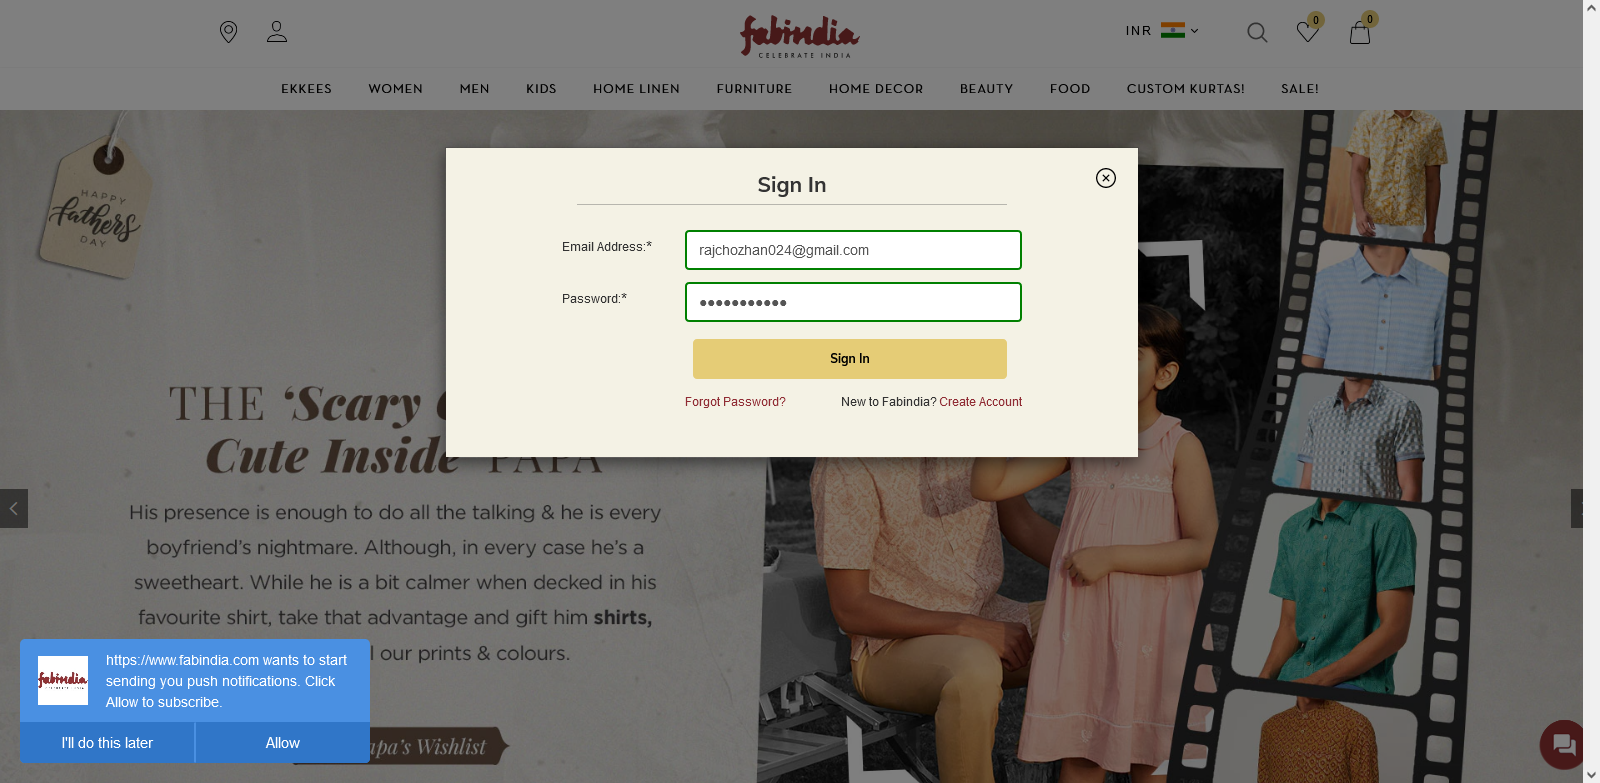 fabindia
CELEBRATE INDIA
INR
0
0
EKKEES
WOMEN
MEN
KIDS
HOME LINEN
FURNITURE
HOME DECOR
BEAUTY
FOOD
CUSTOM KURTAS!
SALE!
HAPPY
Fathers
DAY
Sign In
Email Address:*
rajchozhan024@gmail.com
Password:*
●●●●●●●●●●●
Sign In
Forgot Password?
New to Fabindia? Create Account
THE ‘Scary
Cute Inside’ PAPA
His presence is enough to do all the talking & he is every
boyfriend's nightmare. Although, in every case he's a
sweetheart. While he is a bit calmer when decked in his
favourite shirt, take that advantage and gift him shirts,
our prints & colours.
apa's Wishlist
fabindia
https://www.fabindia.com wants to start
sending you push notifications. Click
Allow to subscribe.
I'll do this later
Allow